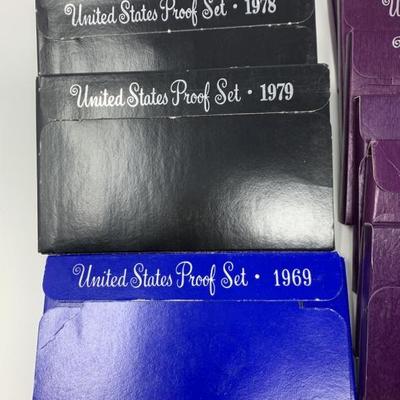 United States Proof Set · 1978
United States Proof Set · 1979
United States Proof Set · 1969